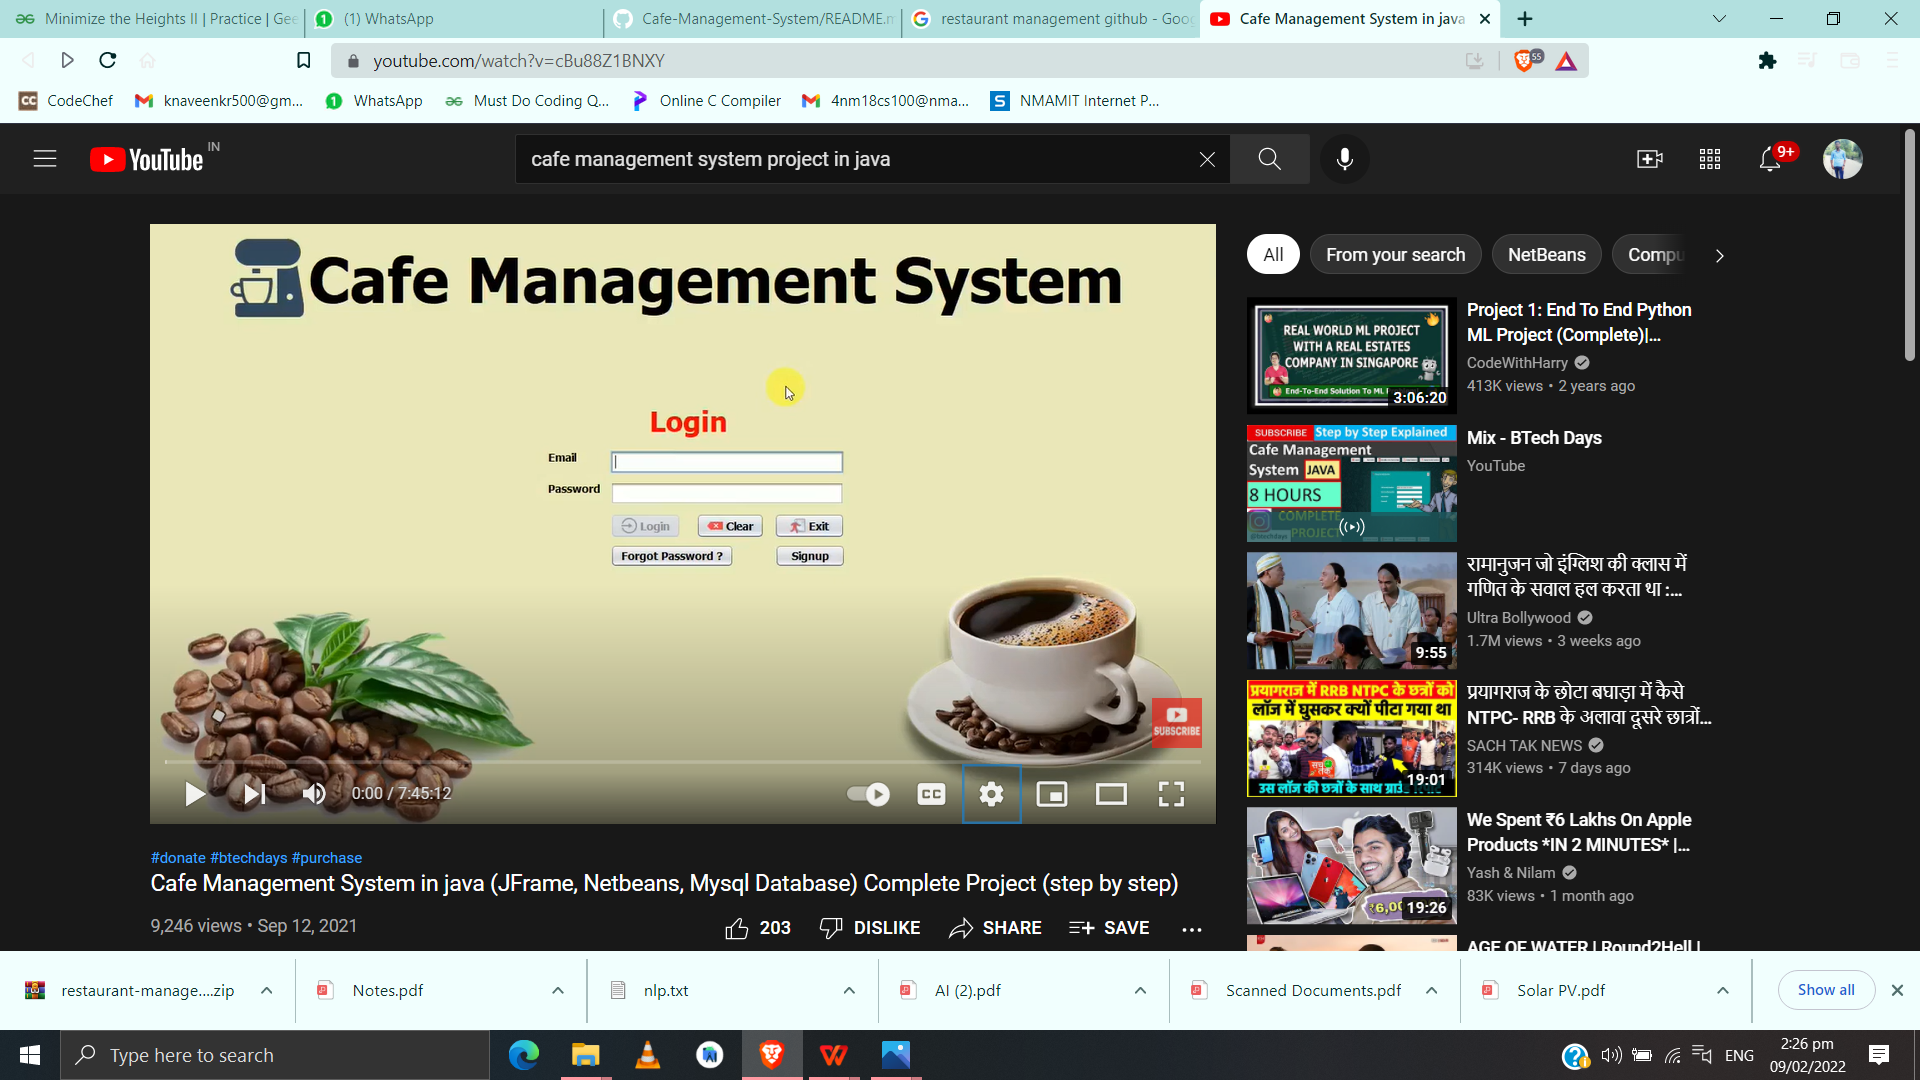 Minimize the Heights II | Practice | Gee
(1) WhatsApp
Cafe-Management-System/README.m
restaurant management github - Goog
Cafe Management System in java
youtube.com/watch?v=cBu88Z1BNXY
55
CodeChef
knaveenkr500@gm...
WhatsApp
Must Do Coding Q...
Online C Compiler
4nm18cs100@nma...
NMAMIT Internet P...
YouTube IN
cafe management system project in java
9+
Cafe Management System
Login
Email
Password
Login
Clear
Exit
Forgot Password ?
Signup
SUBSCRIBE
0:00 / 7:45:12
CC
#donate #btechdays #purchase
Cafe Management System in java (JFrame, Netbeans, Mysql Database) Complete Project (step by step)
9,246 views • Sep 12, 2021
203
DISLIKE
SHARE
SAVE
All
From your search
NetBeans
Compu
REAL WORLD ML PROJECT
WITH A REAL ESTATES
COMPANY IN SINGAPORE
End-To-End Solution To ML
3:06:20
Project 1: End To End Python
ML Project (Complete)|...
CodeWithHarry
413K views • 2 years ago
SUBSCRIBE Step by Step Explained
Cafe Management
System JAVA
8 HOURS
COMPLETE
PROJECT
Mix - BTech Days
YouTube
9:55
रामानुजन जो इंग्लिश की क्लास में
गणित के सवाल हल करता था :...
Ultra Bollywood
1.7M views • 3 weeks ago
प्रयागराज में RRB NTPC के छत्रों को
लॉज में घुसकर क्यों पीटा गया था
19:01
उस लॉज की छत्रों के साथ
प्रयागराज के छोटा बघाड़ा में कैसे
NTPC- RRB के अलावा दूसरे छात्रों...
SACH TAK NEWS
314K views • 7 days ago
₹6,00
19:26
We Spent ₹6 Lakhs On Apple
Products *IN 2 MINUTES* |...
Yash & Nilam
83K views • 1 month ago
AGE OF WATER | Round2Hell |
restaurant-manage....zip
Notes.pdf
nlp.txt
AI (2).pdf
Scanned Documents.pdf
Solar PV.pdf
Show all
Type here to search
ENG
2:26 pm
09/02/2022